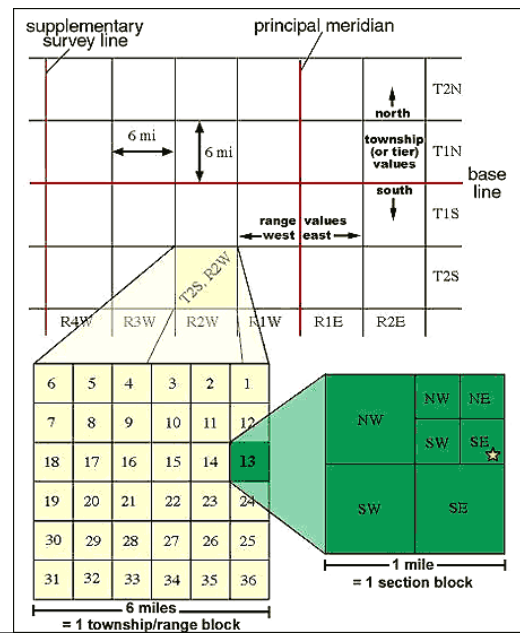 supplementary
survey line
principal meridian
T2N
north
6 mi
6 mi
township
(or tier)
values
T1N
base
line
south
range values
west east
T1S
T2S, R2W
T2S
R4W R3W R2W R1W R1E R2E
6 5 4 3 2 1
7 8 9 10 11 12
18 17 16 15 14 13
19 20 21 22 23 24
30 29 28 27 26 25
31 32 33 34 35 36
NW
NW NE
SW SE
SW SE
6 miles
= 1 township/range block
1 mile
= 1 section block